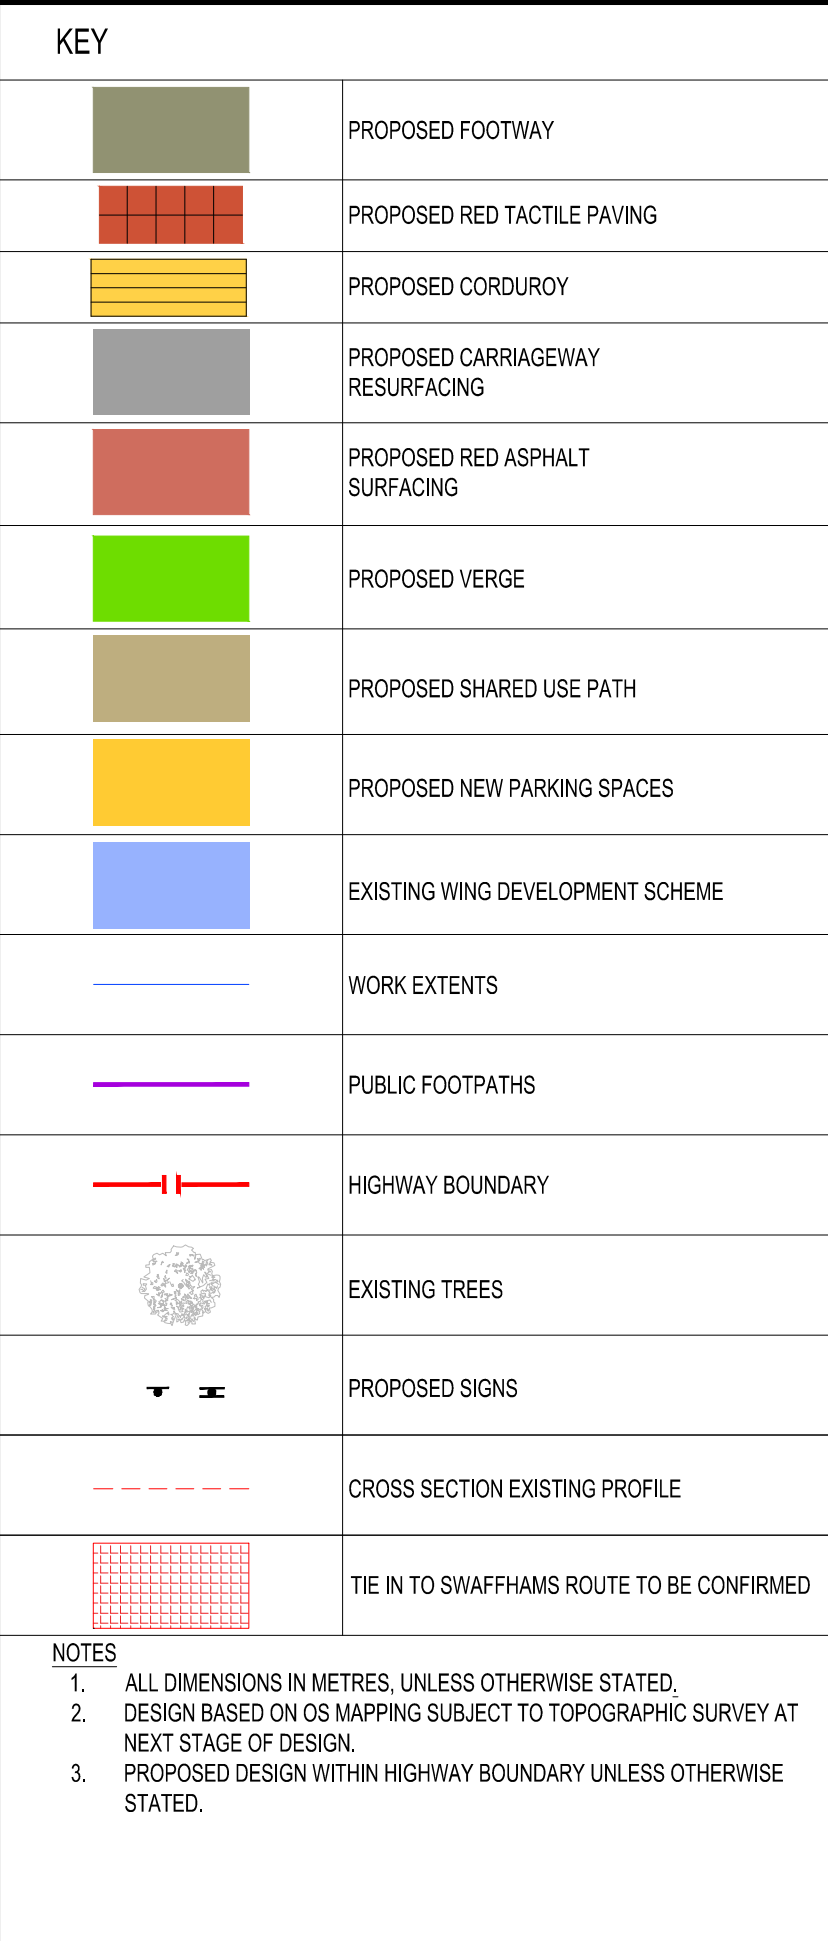 KEY
PROPOSED FOOTWAY
PROPOSED RED TACTILE PAVING
PROPOSED CORDUROY
PROPOSED CARRIAGEWAY
RESURFACING
PROPOSED RED ASPHALT
SURFACING
PROPOSED VERGE
PROPOSED SHARED USE PATH
PROPOSED NEW PARKING SPACES
EXISTING WING DEVELOPMENT SCHEME
WORK EXTENTS
PUBLIC FOOTPATHS
HIGHWAY BOUNDARY
EXISTING TREES
PROPOSED SIGNS
CROSS SECTION EXISTING PROFILE
TIE IN TO SWAFFHAMS ROUTE TO BE CONFIRMED
NOTES
1. ALL DIMENSIONS IN METRES, UNLESS OTHERWISE STATED.
2. DESIGN BASED ON OS MAPPING SUBJECT TO TOPOGRAPHIC SURVEY AT
NEXT STAGE OF DESIGN.
3. PROPOSED DESIGN WITHIN HIGHWAY BOUNDARY UNLESS OTHERWISE
STATED.